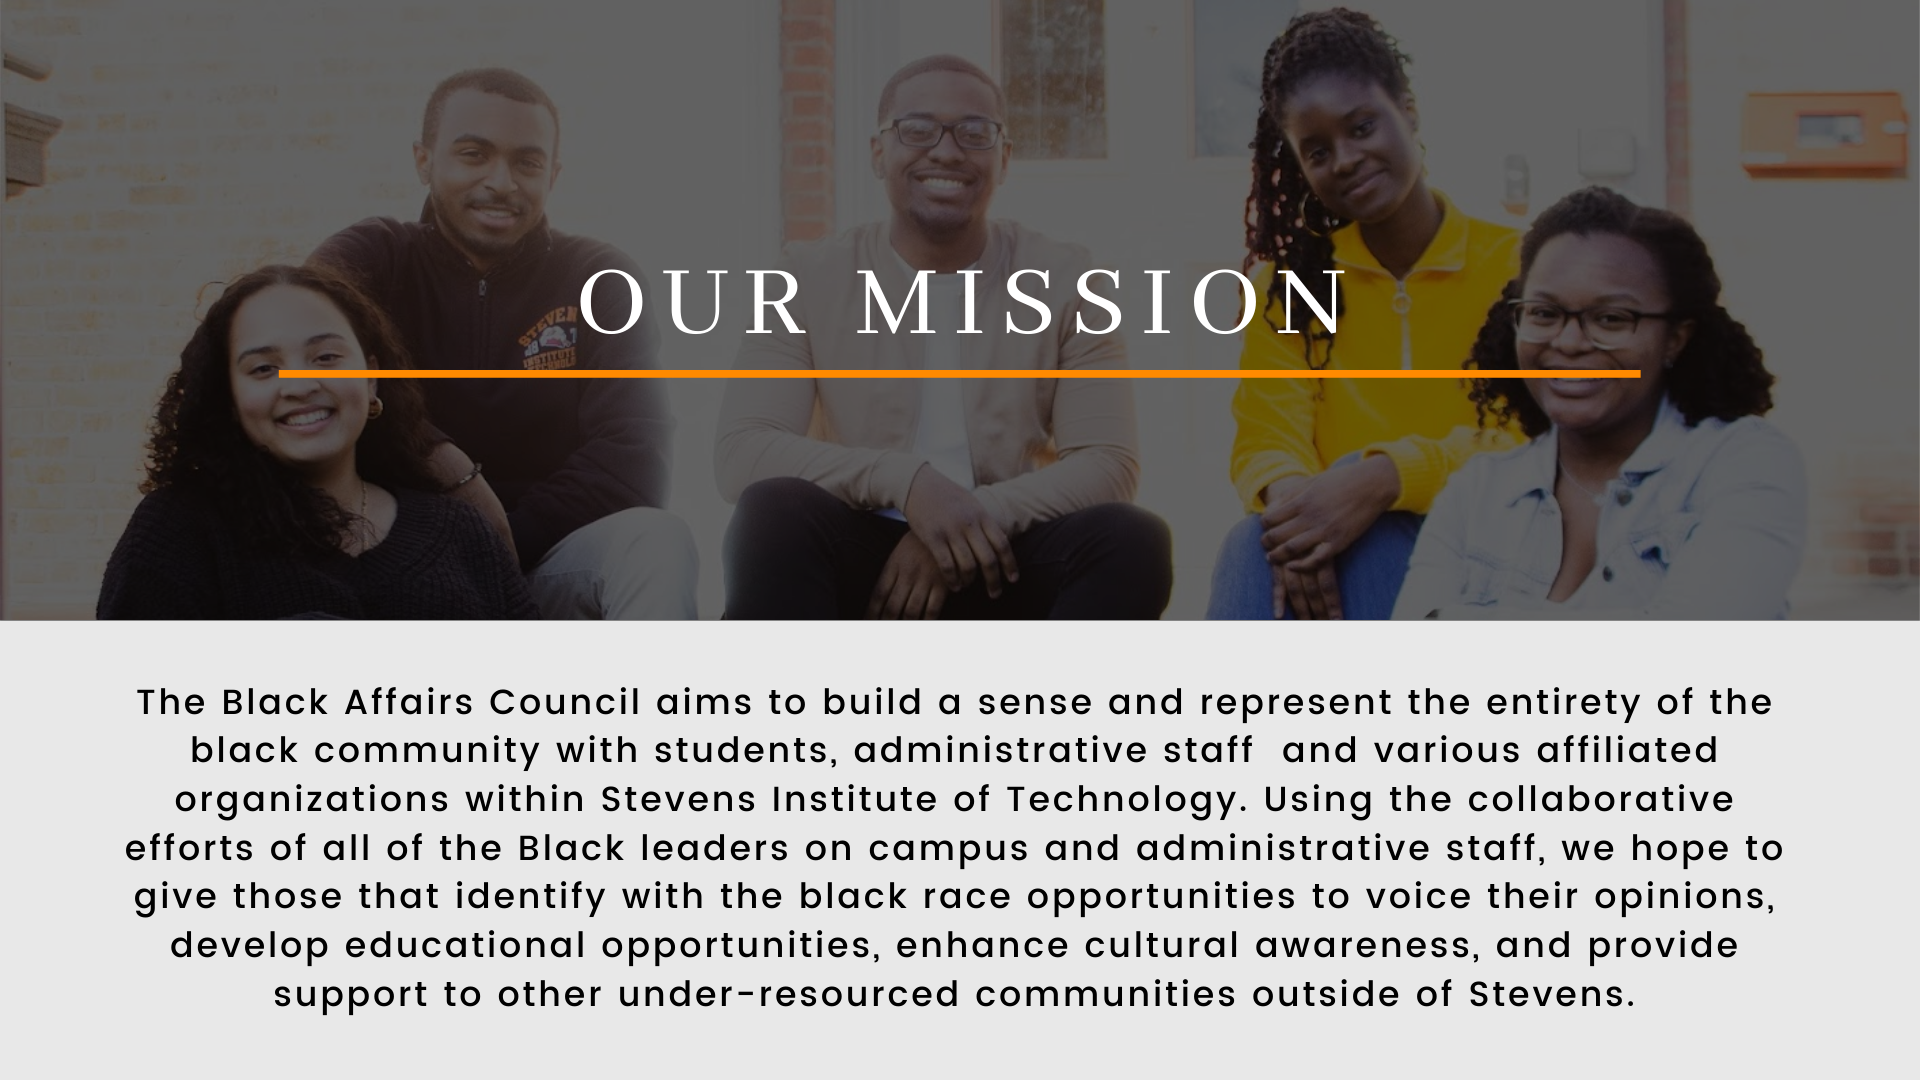 OUR MISSION
STEVEN
INSTITUTE
The Black Affairs Council aims to build a sense and represent the entirety of the
black community with students, administrative staff  and various affiliated
organizations within Stevens Institute of Technology. Using the collaborative
efforts of all of the Black leaders on campus and administrative staff, we hope to
give those that identify with the black race opportunities to voice their opinions,
develop educational opportunities, enhance cultural awareness, and provide
support to other under-resourced communities outside of Stevens.